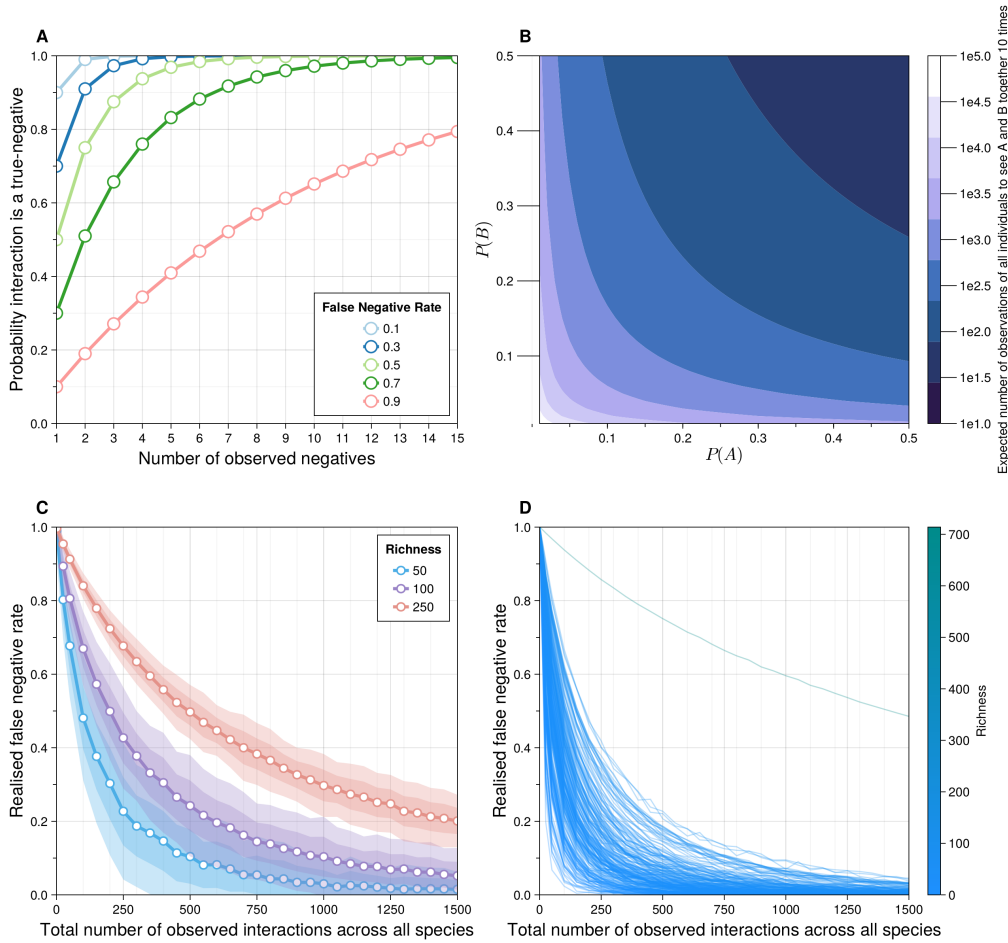 A
Probability interaction is a true-negative
1.0
0.8
0.6
0.4
0.2
0.0
1 2 3 4 5 6 7 8 9 10 11 12 13 14 15
Number of observed negatives
False Negative Rate
0.1
0.3
0.5
0.7
0.9
B
P(B)
0.5
0.4
0.3
0.2
0.1
0.1 0.2 0.3 0.4 0.5
P(A)
1e5.0
1e4.5
1e4.0
1e3.5
1e3.0
1e2.5
1e2.0
1e1.5
1e1.0
Expected number of observations of all individuals to see A and B together 10 times
C
Realised false negative rate
1.0
0.8
0.6
0.4
0.2
0.0
0 250 500 750 1000 1250 1500
Total number of observed interactions across all species
Richness
50
100
250
D
Realised false negative rate
1.0
0.8
0.6
0.4
0.2
0.0
0 250 500 750 1000 1250 1500
Total number of observed interactions across all species
700
600
500
400
300
200
100
0
Richness